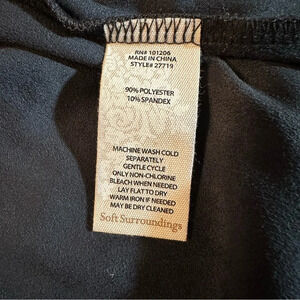 RN# 101206
MADE IN CHINA
STYLE# 27719
90% POLYESTER
10% SPANDEX
MACHINE WASH COLD
SEPARATELY
GENTLE CYCLE
ONLY NON-CHLORINE
BLEACH WHEN NEEDED
LAY FLAT TO DRY
WARM IRON IF NEEDED
MAY BE DRY CLEANED
Soft Surroundings